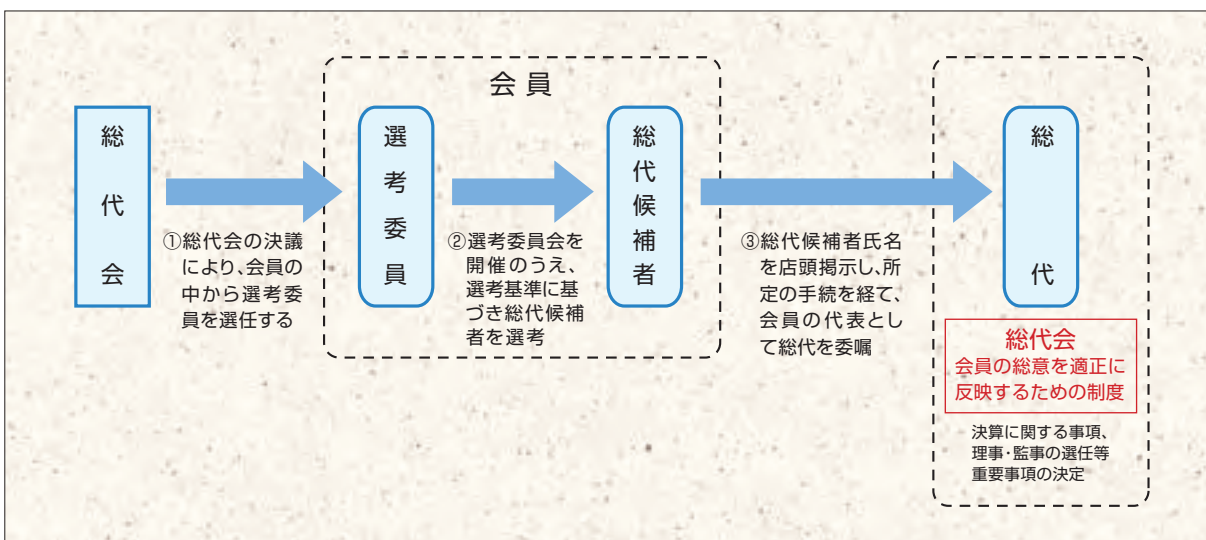 会員
総代会
①総代会の決議
により、会員の
中から選考委
員を選任する
選考委員
②選考委員会を
開催のうえ、
選考基準に基
づき総代候補
者を選考
総代候補者
③総代候補者氏名
を店頭掲示し、所
定の手続を経て、
会員の代表とし
て総代を委嘱
総代
総代会
会員の総意を適正に
反映するための制度
決算に関する事項、
理事・監事の選任等
重要事項の決定